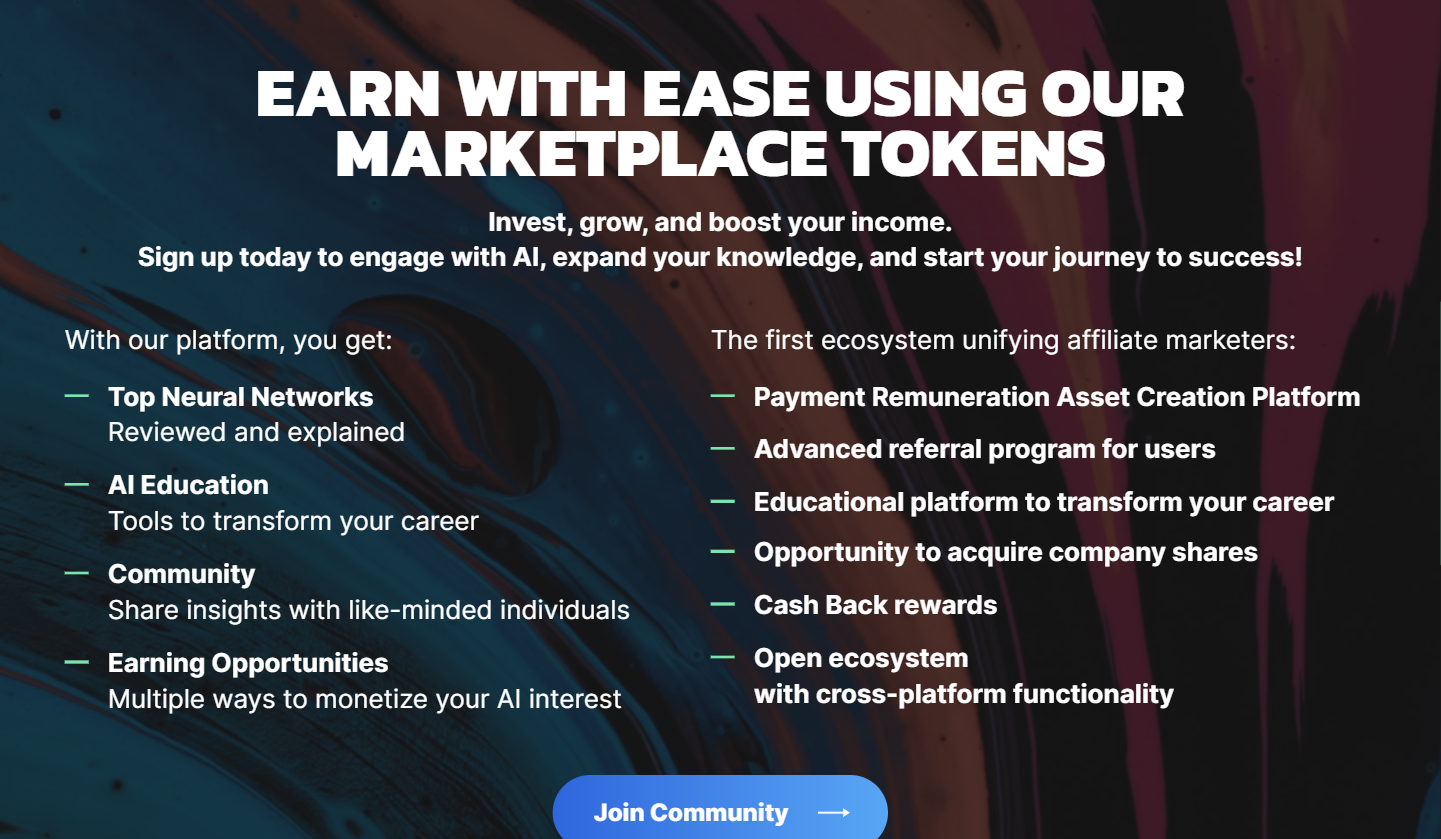 EARN WITH EASE USING OUR
MARKETPLACE TOKENS
Invest, grow, and boost your income.
Sign up today to engage with AI, expand your knowledge, and start your journey to success!
With our platform, you get:
Top Neural Networks
Reviewed and explained
AI Education
Tools to transform your career
Community
Share insights with like-minded individuals
Earning Opportunities
Multiple ways to monetize your AI interest
The first ecosystem unifying affiliate marketers:
Payment Remuneration Asset Creation Platform
Advanced referral program for users
Educational platform to transform your career
Opportunity to acquire company shares
Cash Back rewards
Open ecosystem
with cross-platform functionality
Join Community